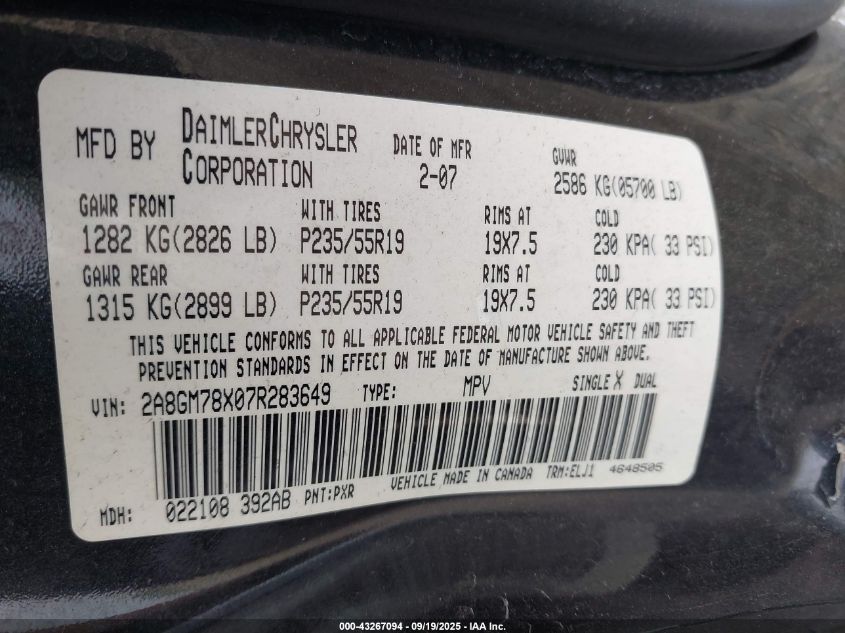 MFD BY DAIMLERCHRYSLER CORPORATION DATE OF MFR 2-07 GVWR 2586 KG(05700 LB)
GAWR FRONT WITH TIRES RIMS AT COLD
1282 KG(2826 LB) P235/55R19 19X7.5 230 KPA( 33 PSI)
GAWR REAR WITH TIRES RIMS AT COLD
1315 KG(2899 LB) P235/55R19 19X7.5 230 KPA( 33 PSI)
THIS VEHICLE CONFORMS TO ALL APPLICABLE FEDERAL MOTOR VEHICLE SAFETY AND THEFT
PREVENTION STANDARDS IN EFFECT ON THE DATE OF MANUFACTURE SHOWN ABOVE.
VIN: 2A8GM78X07R283649 TYPE: MPV SINGLE X DUAL
MDH: 022108 392AB PNT:PXR VEHICLE MADE IN CANADA TRM:ELJ1 4648505
000-43267094 - 09/19/2025 - IAA Inc.